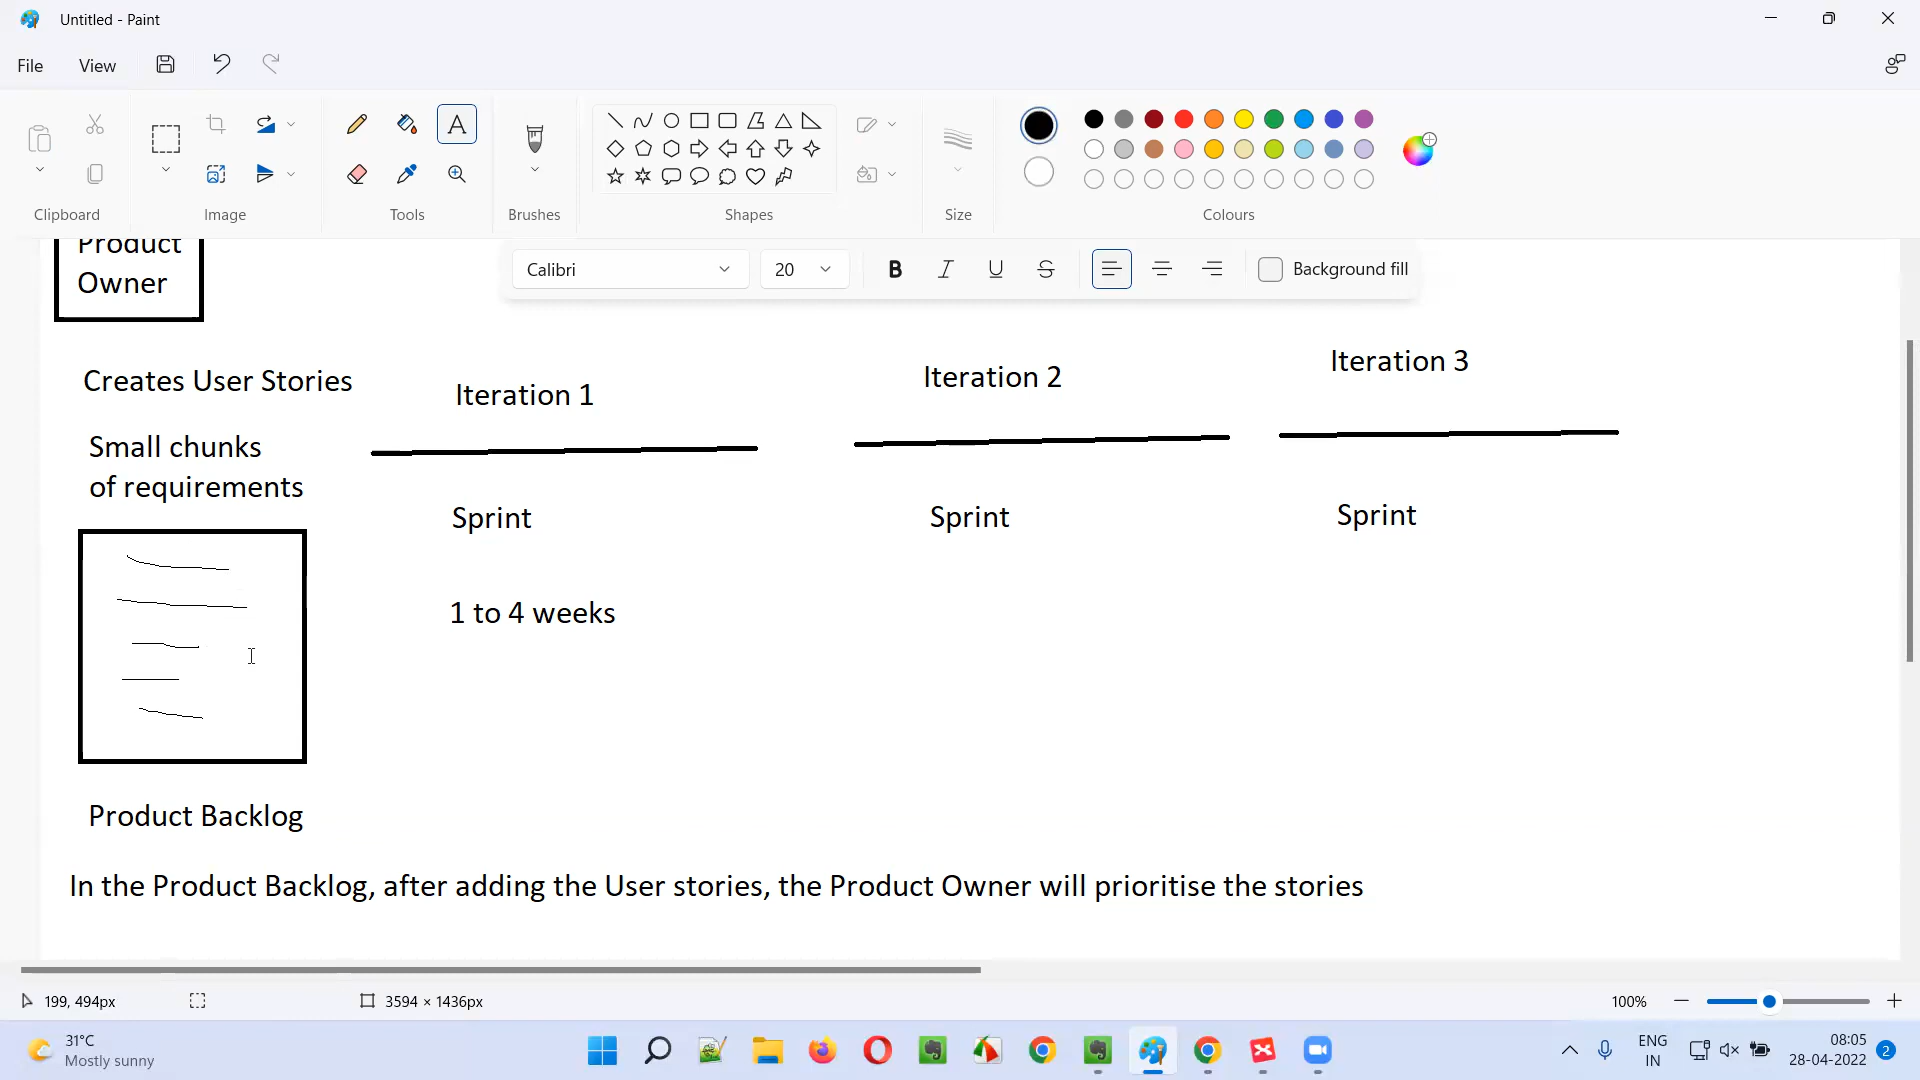 Untitled - Paint
File
View
Clipboard
Image
Tools
Brushes
Shapes
Size
Colours
Calibri
20
B
I
U
S
Background fill
A
Product
Owner
Creates User Stories
Small chunks
of requirements
Iteration 1
Iteration 2
Iteration 3
Sprint
Sprint
Sprint
1 to 4 weeks
Product Backlog
In the Product Backlog, after adding the User stories, the Product Owner will prioritise the stories
199, 494px
3594 × 1436px
100%
31°C
Mostly sunny
ENG
IN
08:05
28-04-2022
2